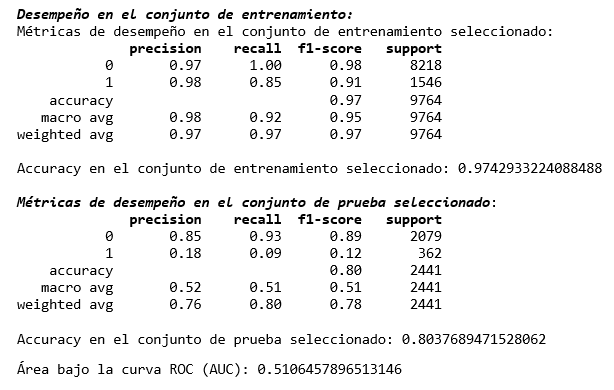 Desempeño en el conjunto de entrenamiento:
Métricas de desempeño en el conjunto de entrenamiento seleccionado:
precision recall f1-score support
0 0.97 1.00 0.98 8218
1 0.98 0.85 0.91 1546
accuracy 0.97 9764
macro avg 0.98 0.92 0.95 9764
weighted avg 0.97 0.97 0.97 9764
Accuracy en el conjunto de entrenamiento seleccionado: 0.9742933224088488
Métricas de desempeño en el conjunto de prueba seleccionado:
precision recall f1-score support
0 0.85 0.93 0.89 2079
1 0.18 0.09 0.12 362
accuracy 0.80 2441
macro avg 0.52 0.51 0.51 2441
weighted avg 0.76 0.80 0.78 2441
Accuracy en el conjunto de prueba seleccionado: 0.8037689471528062
Área bajo la curva ROC (AUC): 0.5106457896513146